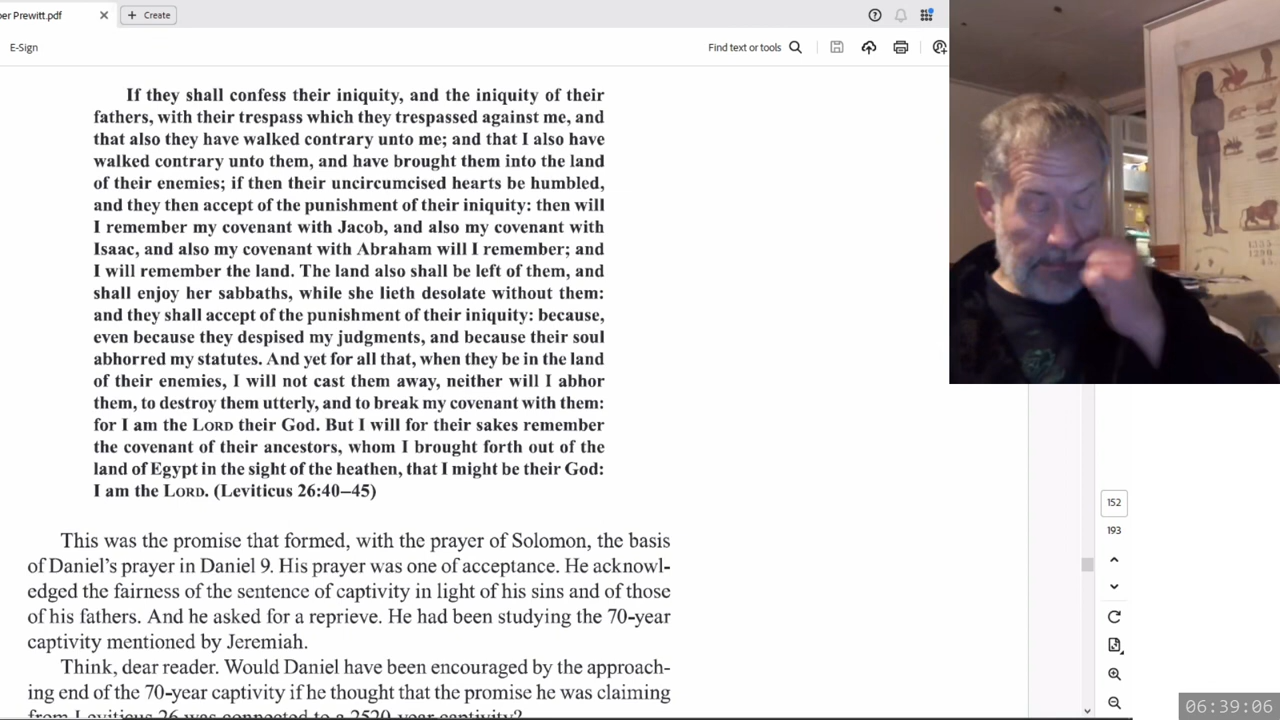 er Prewitt.pdf
Create
E-Sign
Find text or tools
If they shall confess their iniquity, and the iniquity of their
fathers, with their trespass which they trespassed against me, and
that also they have walked contrary unto me; and that I also have
walked contrary unto them, and have brought them into the land
of their enemies; if then their uncircumcised hearts be humbled,
and they then accept of the punishment of their iniquity: then will
I remember my covenant with Jacob, and also my covenant with
Isaac, and also my covenant with Abraham will I remember; and
I will remember the land. The land also shall be left of them, and
shall enjoy her sabbaths, while she lieth desolate without them:
and they shall accept of the punishment of their iniquity: because,
even because they despised my judgments, and because their soul
abhorred my statutes. And yet for all that, when they be in the land
of their enemies, I will not cast them away, neither will I abhor
them, to destroy them utterly, and to break my covenant with them:
for I am the LORD their God. But I will for their sakes remember
the covenant of their ancestors, whom I brought forth out of the
land of Egypt in the sight of the heathen, that I might be their God:
I am the LORD. (Leviticus 26:40–45)
This was the promise that formed, with the prayer of Solomon, the basis
of Daniel's prayer in Daniel 9. His prayer was one of acceptance. He acknowl-
edged the fairness of the sentence of captivity in light of his sins and of those
of his fathers. And he asked for a reprieve. He had been studying the 70-year
captivity mentioned by Jeremiah.
Think, dear reader. Would Daniel have been encouraged by the approach-
ing end of the 70-year captivity if he thought that the promise he was claiming
from Leviticus 26 was connected to a 2520-year captivity?
152
193
06:39:06